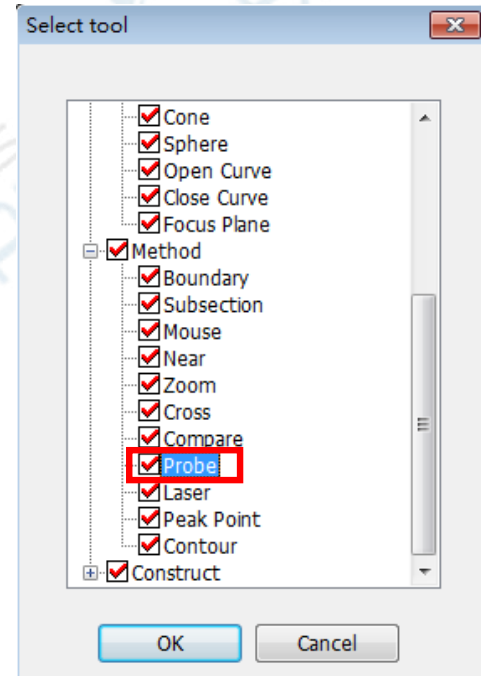 Select tool
Cone
Sphere
Open Curve
Close Curve
Focus Plane
Method
Boundary
Subsection
Mouse
Near
Zoom
Cross
Compare
Probe
Laser
Peak Point
Contour
Construct
OK Cancel